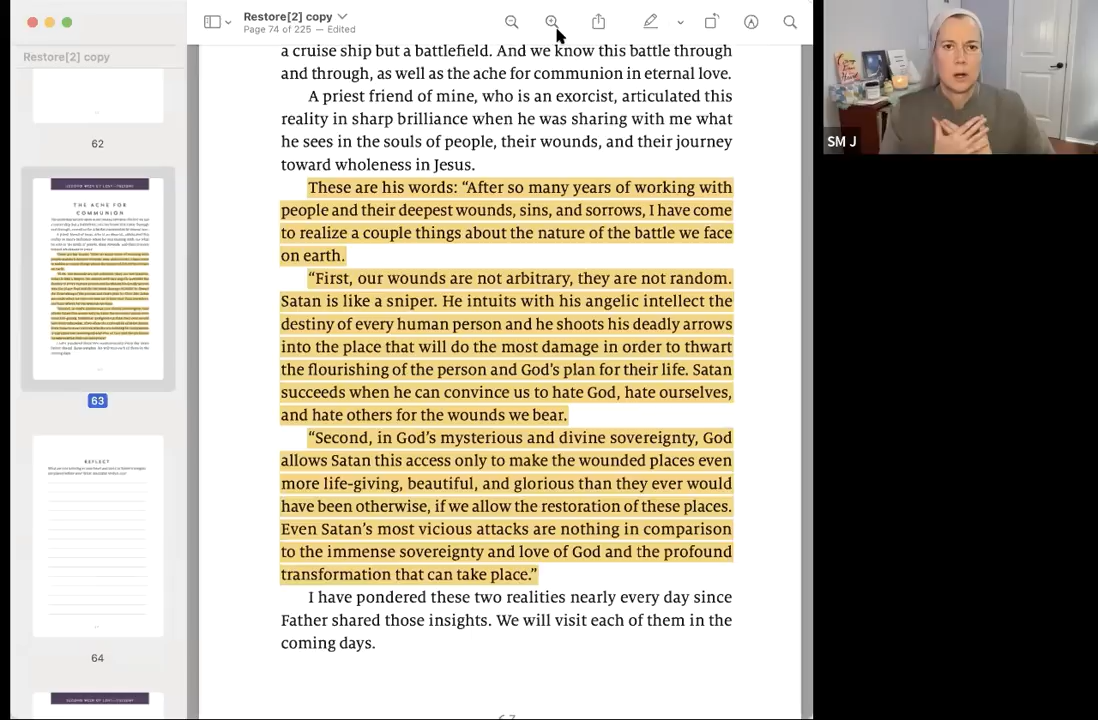 Restore[2] copy
Page 74 of 225 — Edited
Restore[2] copy
62
THE ACHE FOR
COMMUNION
63
REFLECT
64
a cruise ship but a battlefield. And we know this battle through
and through, as well as the ache for communion in eternal love.
A priest friend of mine, who is an exorcist, articulated this
reality in sharp brilliance when he was sharing with me what
he sees in the souls of people, their wounds, and their journey
toward wholeness in Jesus.
These are his words: “After so many years of working with
people and their deepest wounds, sins, and sorrows, I have come
to realize a couple things about the nature of the battle we face
on earth.
“First, our wounds are not arbitrary, they are not random.
Satan is like a sniper. He intuits with his angelic intellect the
destiny of every human person and he shoots his deadly arrows
into the place that will do the most damage in order to thwart
the flourishing of the person and God’s plan for their life. Satan
succeeds when he can convince us to hate God, hate ourselves,
and hate others for the wounds we bear.
“Second, in God’s mysterious and divine sovereignty, God
allows Satan this access only to make the wounded places even
more life-giving, beautiful, and glorious than they ever would
have been otherwise, if we allow the restoration of these places.
Even Satan’s most vicious attacks are nothing in comparison
to the immense sovereignty and love of God and the profound
transformation that can take place.”
I have pondered these two realities nearly every day since
Father shared those insights. We will visit each of them in the
coming days.
SM J